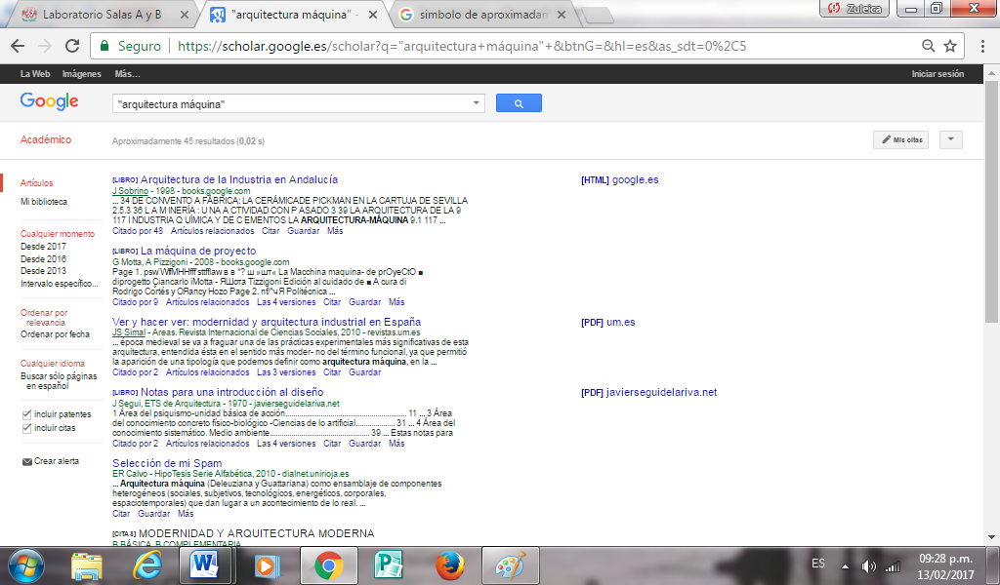 Laboratorio Salas A y B
"arquitectura máquina" -
simbolo de aproximadam
Zuleica
Seguro
https://scholar.google.es/scholar?q="arquitectura+máquina"+&btnG=&hl=es&as_sdt=0%2C5
La Web Imágenes Más... Iniciar sesión
Google
"arquitectura máquina"
Académico
Aproximadamente 45 resultados (0,02 s)
Mis citas
Artículos
Mi biblioteca
Cualquier momento
Desde 2017
Desde 2016
Desde 2013
Intervalo específico...
Ordenar por
relevancia
Ordenar por fecha
Cualquier idioma
Buscar sólo páginas
en español
incluir patentes
incluir citas
Crear alerta
[LIBRO] Arquitectura de la Industria en Andalucía
J Sobrino - 1998 - books.google.com
... 34 DE CONVENTO A FÁBRICA: LA CERÁMICADE PICKMAN EN LA CARTUJA DE SEVILLA
2.5.3 36 L A M INERÍA : U NA A CTIVIDAD CON P ASADO 3 39 LA ARQUITECTURA DE LA 9
117 I NDUSTRIA Q UÍMICA Y DE C EMENTOS LA ARQUITECTURA-MÁQUINA 9.1 117 ...
Citado por 48 Artículos relacionados Citar Guardar Más
[HTML] google.es
[LIBRO] La máquina de proyecto
G Motta, A Pizzigoni - 2008 - books.google.com
Page 1.
La Macchina maquina- de prOyeCtO ■
diprogetto Giancarlo iMotta - ЯШота Tizzigoni Edición al cuidado de ■ A cura di
Rodrigo Cortés y ОЯancy Hozo Page 2. Politécnica ...
Citado por 9 Artículos relacionados Las 4 versiones Citar Guardar Más
Ver y hacer ver: modernidad y arquitectura industrial en España
JS Simal - Areas. Revista Internacional de Ciencias Sociales, 2010 - revistas.um.es
... época medieval se va a fraguar una de las prácticas experimentales más significativas de esta
arquitectura, entendida ésta en el sentido más moder- no del término funcional, ya que permitió
la aparición de una tipología que podemos definir como arquitectura máquina, en la ...
Citado por 2 Artículos relacionados Las 3 versiones Citar Guardar
[PDF] um.es
[LIBRO] Notas para una introducción al diseño
J Segui, ETS de Arquitectura - 1970 - javierseguidelariva.net
1 Área del psiquismo-unidad básica de acción........................................ 11 ... 3 Área
del conocimiento concreto físico-biológico -Ciencias de lo artificial................ 31 ... 4 Área del
conocimiento sistemático. Medio ambiente........................................ 39 ... Estas notas para
Citado por 2 Artículos relacionados Las 4 versiones Citar Guardar Más
[PDF] javierseguidelariva.net
Selección de mi Spam
ER Calvo - HipoTesis Serie Alfabética, 2010 - dialnet.unirioja.es
... Arquitectura máquina (Deleuziana y Guattariana) como ensamblaje de componentes
heterogéneos (sociales, subjetivos, tecnológicos, energéticos, corporales,
espaciotemporales) que dan lugar a un acontecimiento de lo real. ...
Citar Guardar Más
[CITAS] MODERNIDAD Y ARQUITECTURA MODERNA
B BÁSICA, B COMPLEMENTARIA
ES
09:28 p.m.
13/02/2017